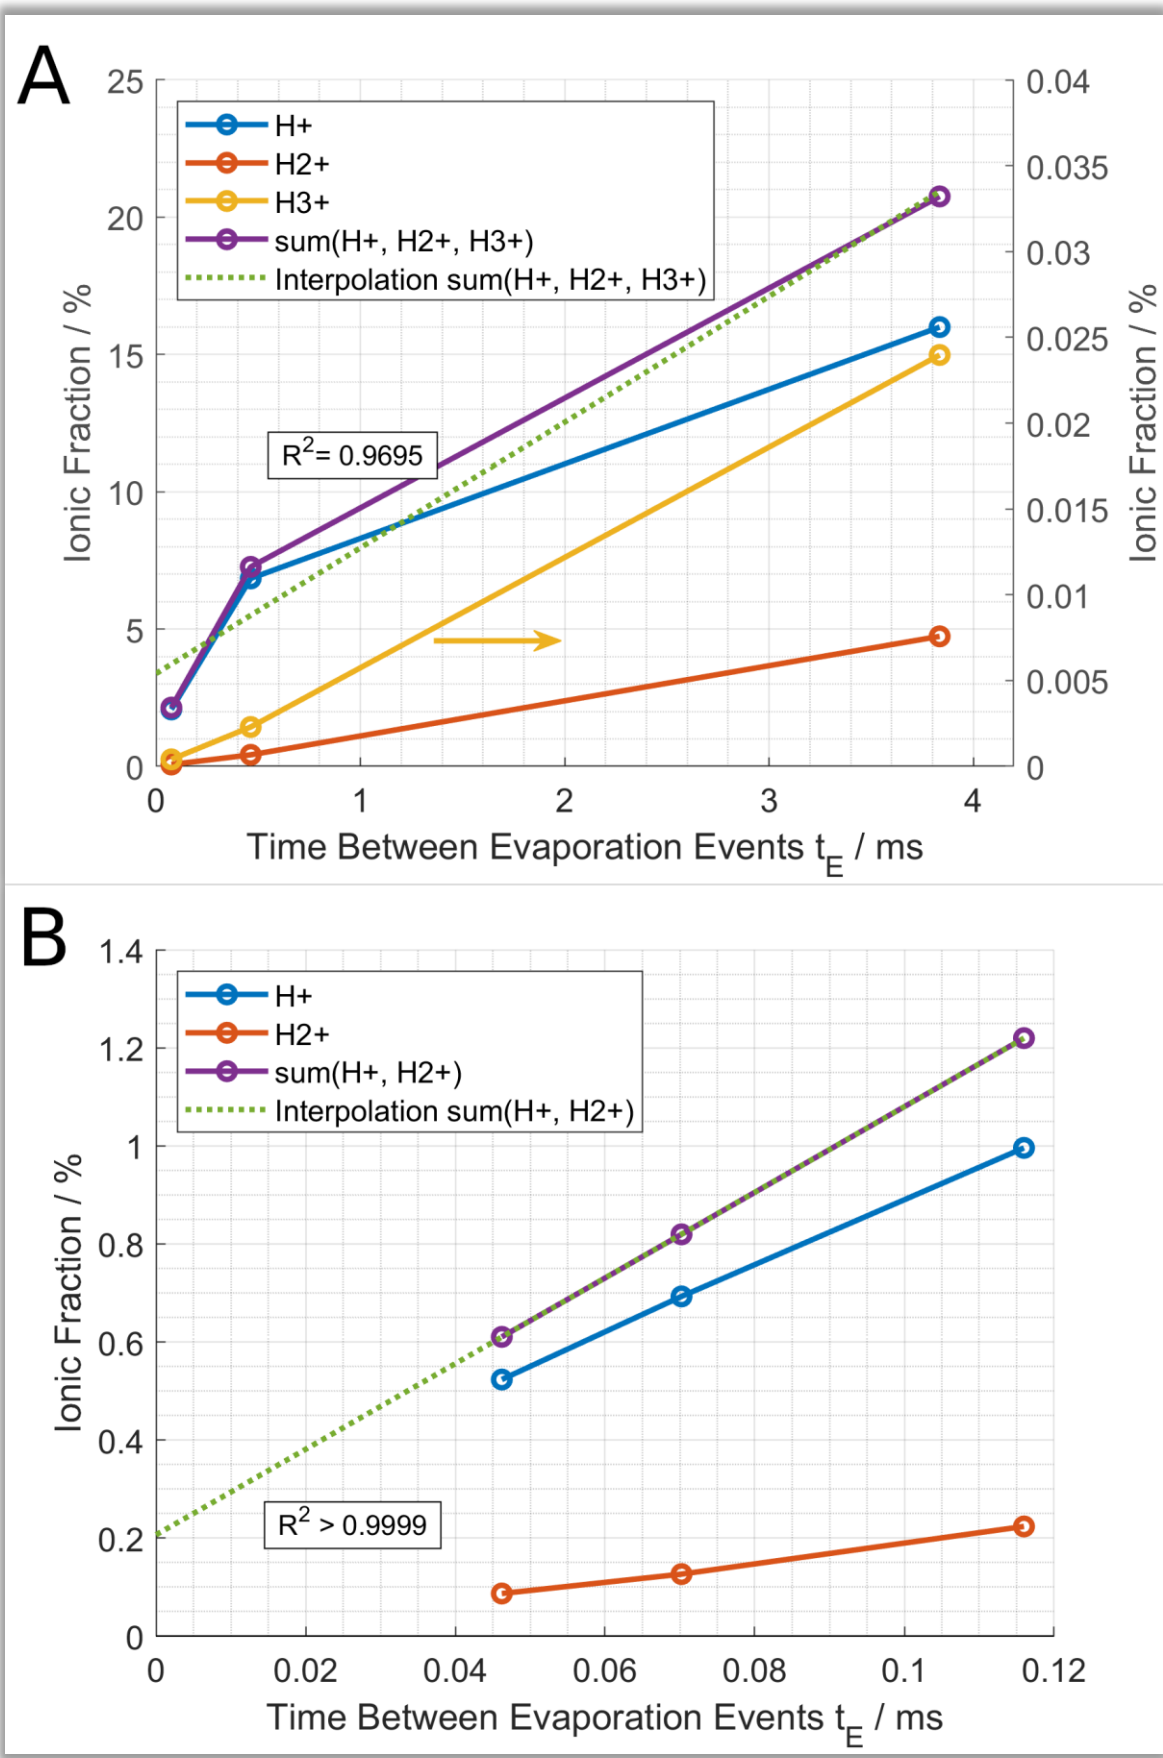 A
25
20
15
10
5
0
0.04
0.035
0.03
0.025
0.02
0.015
0.01
0.005
0
H+
H2+
H3+
sum(H+, H2+, H3+)
Interpolation sum(H+, H2+, H3+)
R2= 0.9695
Ionic Fraction / %
Ionic Fraction / %
0 1 2 3 4
Time Between Evaporation Events tE / ms
B
1.4
1.2
1
0.8
0.6
0.4
0.2
0
H+
H2+
sum(H+, H2+)
Interpolation sum(H+, H2+)
R2 > 0.9999
Ionic Fraction / %
0 0.02 0.04 0.06 0.08 0.1 0.12
Time Between Evaporation Events tE / ms